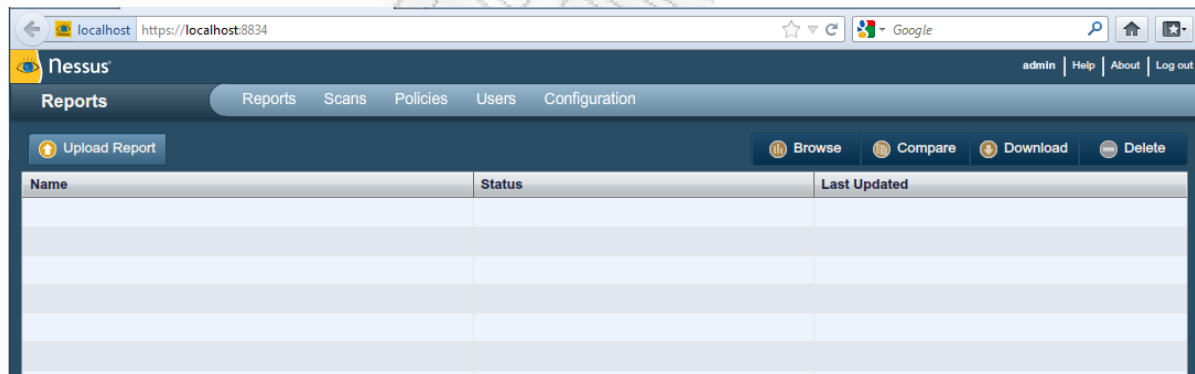 localhost https://localhost:8834 Google
Nessus admin | Help | About | Log out
Reports Reports Scans Policies Users Configuration
Upload Report Browse Compare Download Delete
Name Status Last Updated